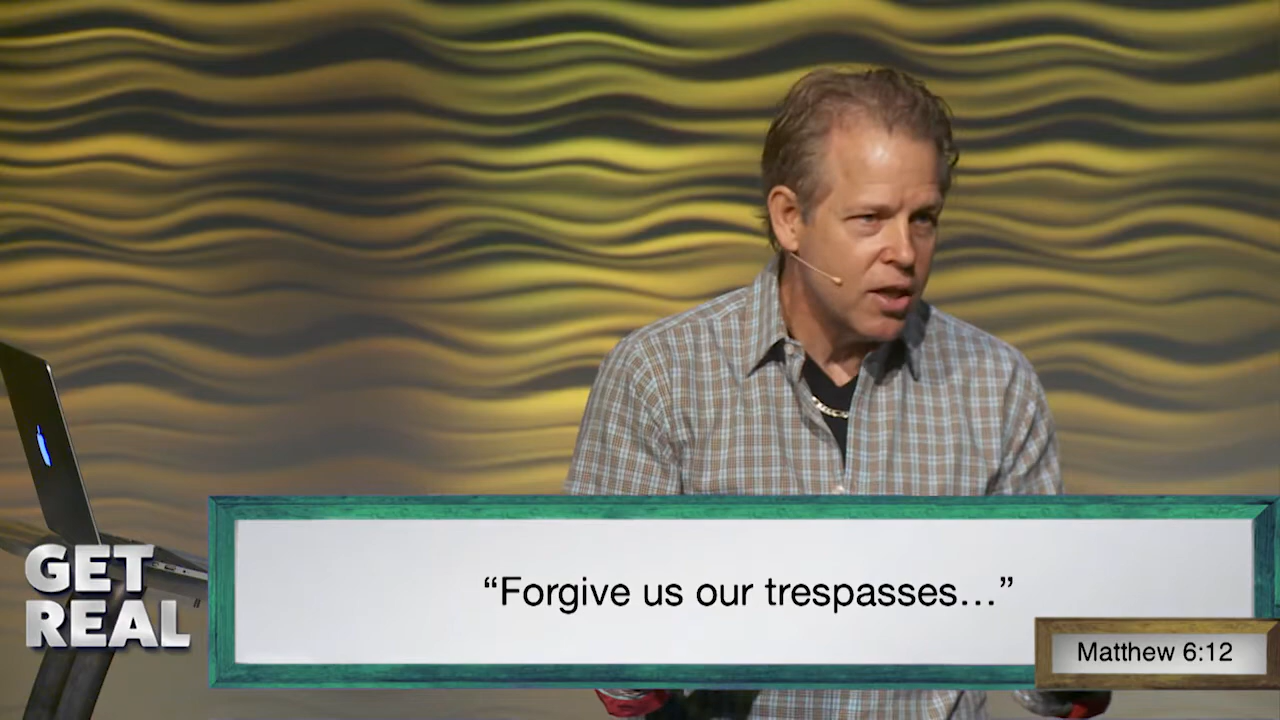 GET
REAL
“Forgive us our trespasses…”
Matthew 6:12